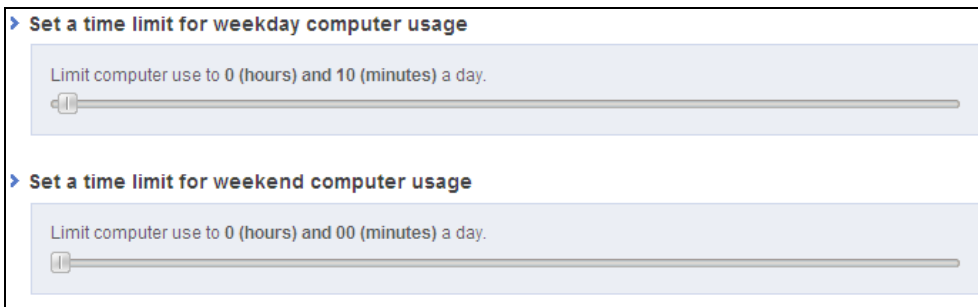 Set a time limit for weekday computer usage
Limit computer use to 0 (hours) and 10 (minutes) a day.
Set a time limit for weekend computer usage
Limit computer use to 0 (hours) and 00 (minutes) a day.